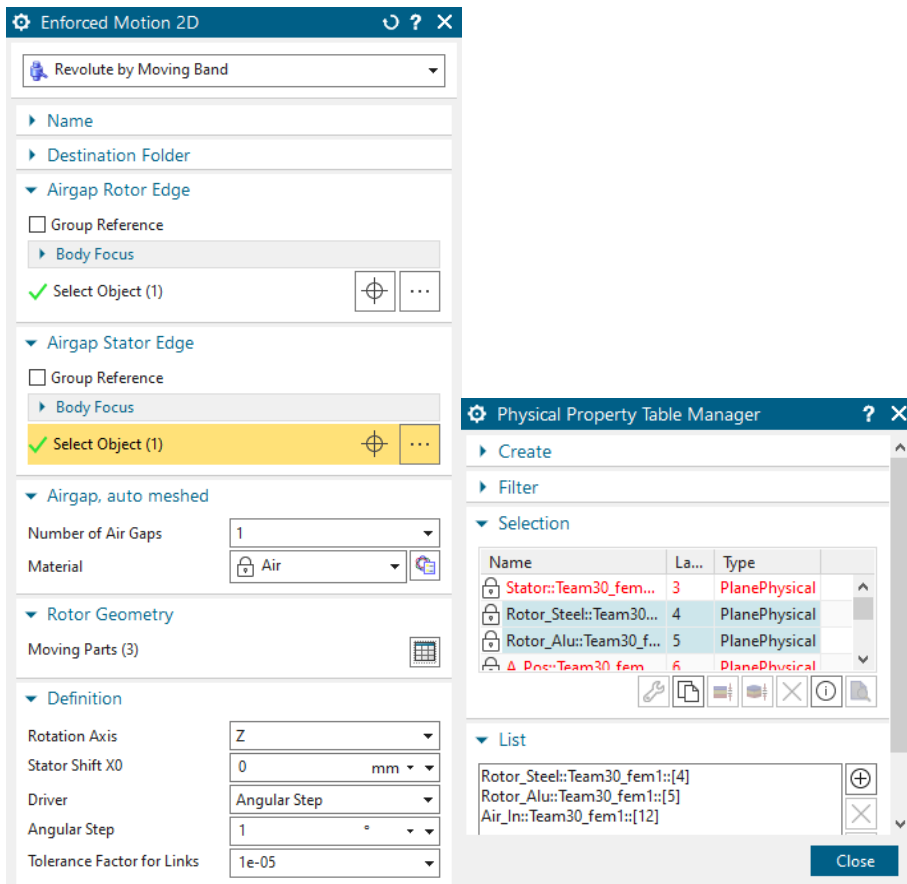 Enforced Motion 2D
Revolute by Moving Band
Name
Destination Folder
Airgap Rotor Edge
Group Reference
Body Focus
Select Object (1)
Airgap Stator Edge
Group Reference
Body Focus
Select Object (1)
Airgap, auto meshed
Number of Air Gaps 1
Material Air
Rotor Geometry
Moving Parts (3)
Definition
Rotation Axis Z
Stator Shift X0 0 mm
Driver Angular Step
Angular Step 1 °
Tolerance Factor for Links 1e-05
Physical Property Table Manager
Create
Filter
Selection
Name La... Type
Stator::Team30_fem... 3 PlanePhysical
Rotor_Steel::Team30... 4 PlanePhysical
Rotor_Alu::Team30_f... 5 PlanePhysical
A_Pos::Team30_fem 6 PlanePhysical
List
Rotor_Steel::Team30_fem1::[4]
Rotor_Alu::Team30_fem1::[5]
Air_In::Team30_fem1::[12]
Close